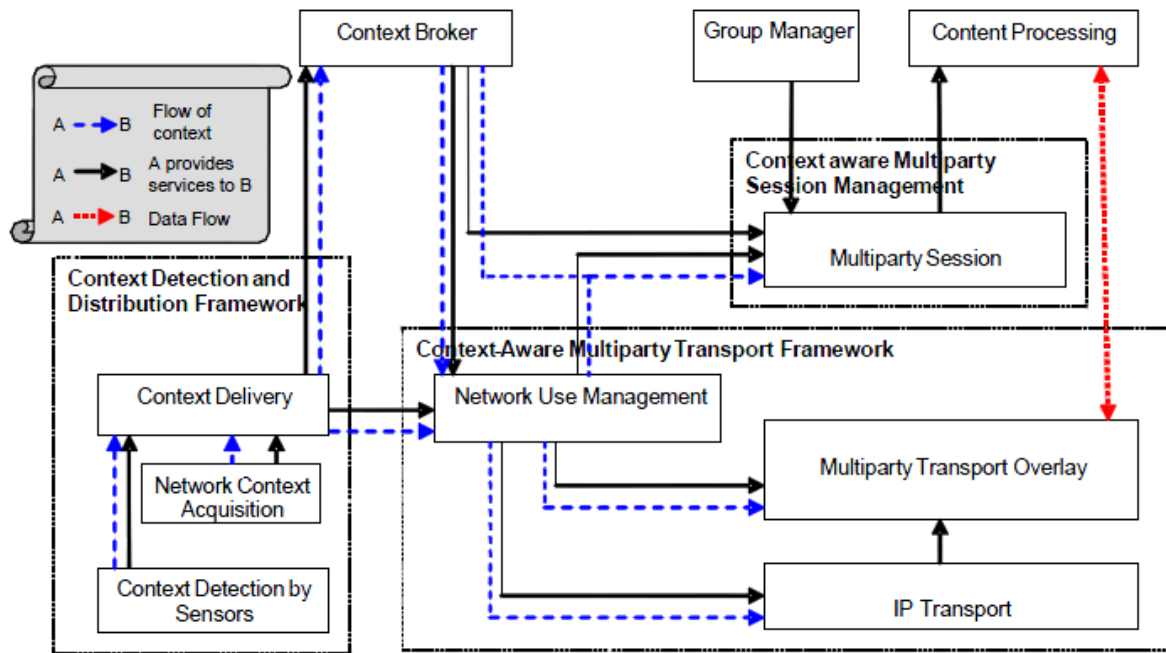 Context Broker
Group Manager
Content Processing
A B Flow of
context
A B A provides
services to B
A B Data Flow
Context aware Multiparty
Session Management
Multiparty Session
Context Detection and
Distribution Framework
Context-Aware Multiparty Transport Framework
Context Delivery
Network Use Management
Network Context
Acquisition
Multiparty Transport Overlay
Context Detection by
Sensors
IP Transport